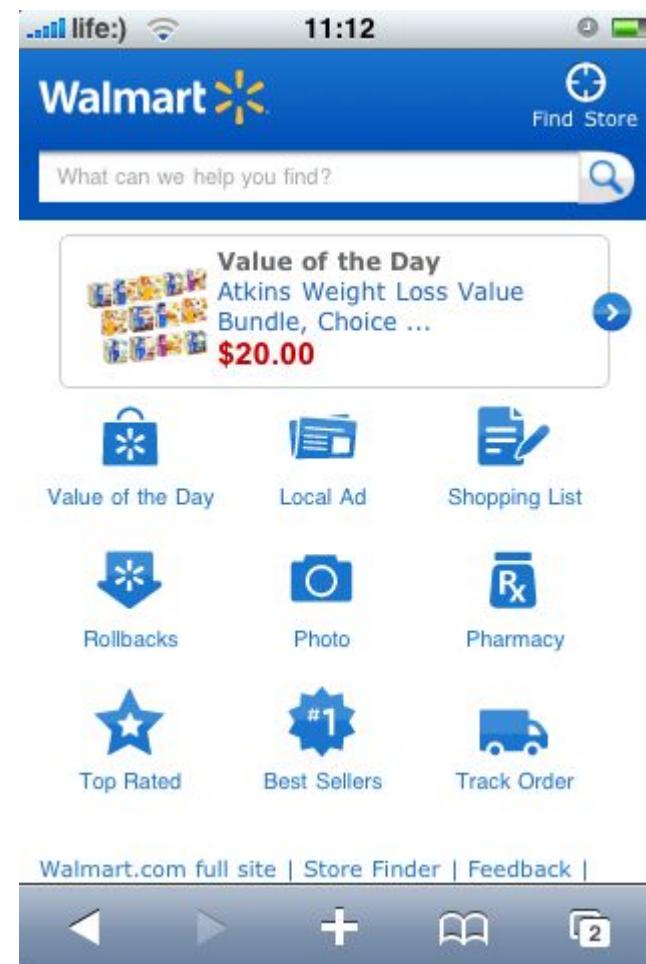 life:) 11:12
Walmart
Find Store
What can we help you find?
Value of the Day
Atkins Weight Loss Value
Bundle, Choice ...
$20.00
Value of the Day Local Ad Shopping List
Rx
Rollbacks Photo Pharmacy
#1
Top Rated Best Sellers Track Order
Walmart.com full site | Store Finder | Feedback |
2